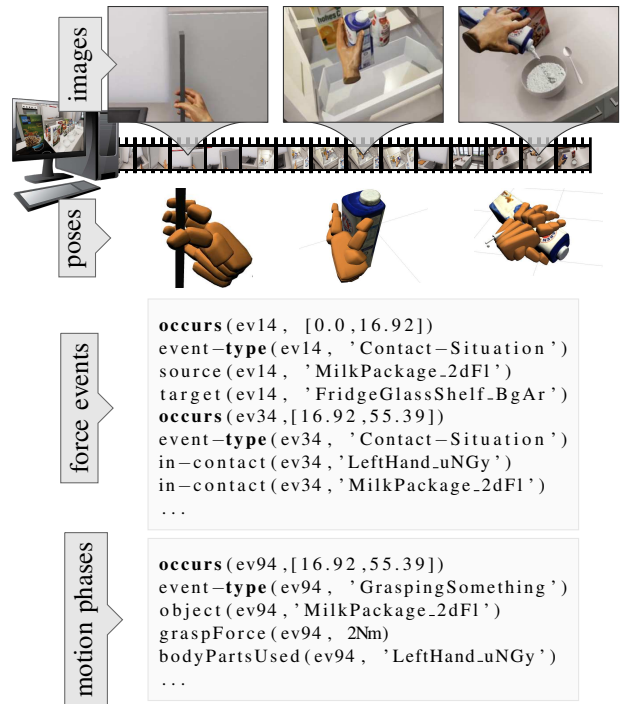 images
poses
force events
occurs(ev14, [0.0,16.92])
event-type(ev14, 'Contact-Situation')
source(ev14, 'MilkPackage_2dFl')
target(ev14, 'FridgeGlassShelf_BgAr')
occurs(ev34,[16.92,55.39])
event-type(ev34, 'Contact-Situation')
in-contact(ev34,'LeftHand_uNGy')
in-contact(ev34,'MilkPackage_2dFl')
...
motion phases
occurs(ev94,[16.92,55.39])
event-type(ev94, 'GraspingSomething')
object(ev94,'MilkPackage_2dFl')
graspForce(ev94, 2Nm)
bodyPartsUsed(ev94, 'LeftHand_uNGy')
...